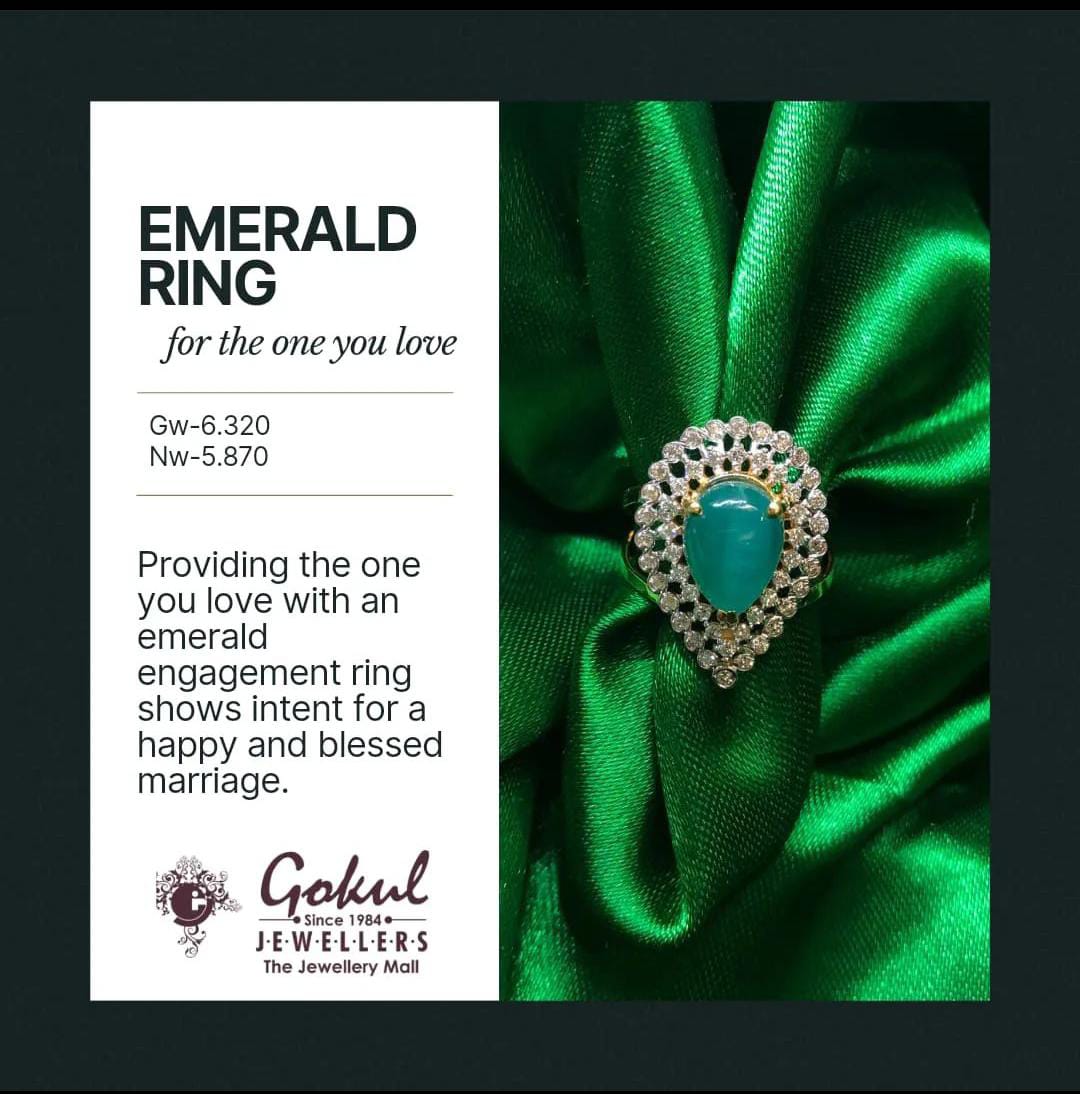 EMERALD
RING
for the one you love
Gw-6.320
Nw-5.870
Providing the one
you love with an
emerald
engagement ring
shows intent for a
happy and blessed
marriage.
Gokul
Since 1984
J·E·W·E·L·L·E·R·S
The Jewellery Mall